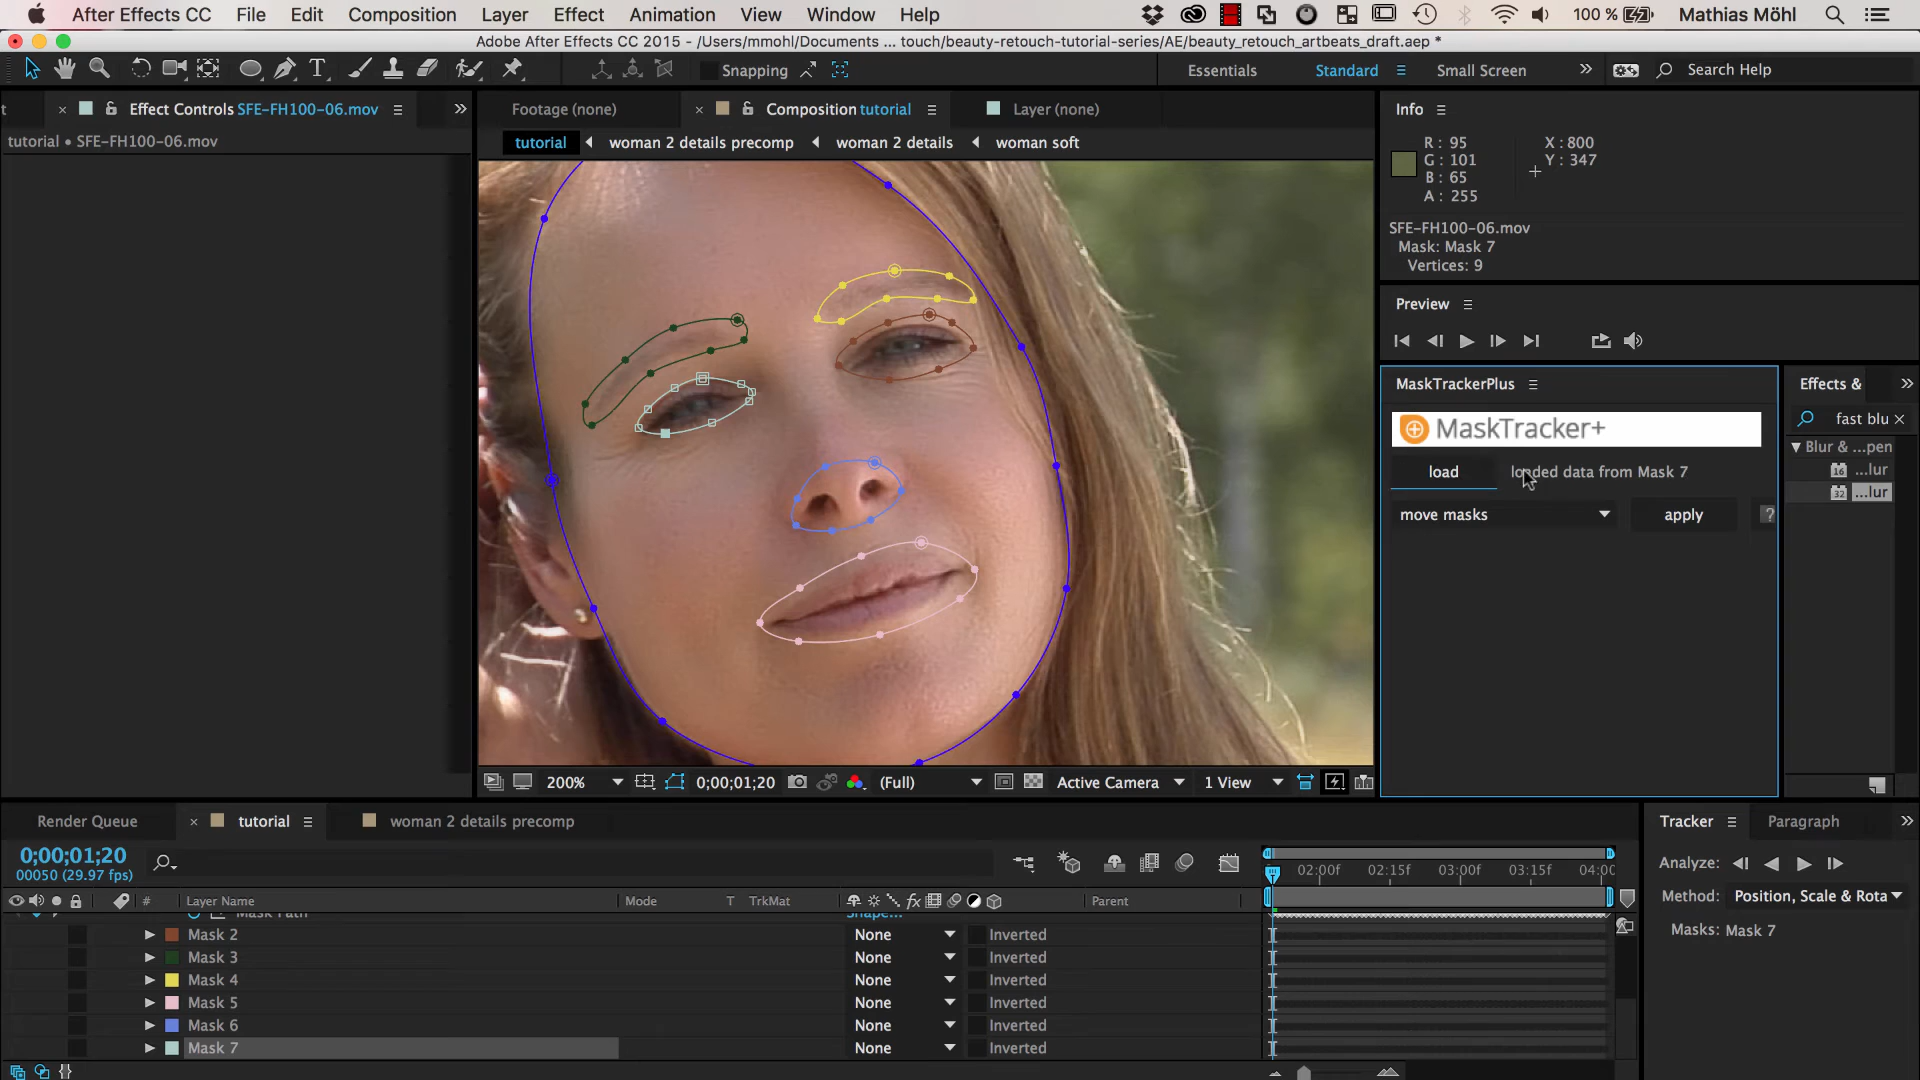 After Effects CC File Edit Composition Layer Effect Animation View Window Help 100 % Mathias Möhl
Adobe After Effects CC 2015 - /Users/mmohl/Documents ... touch/beauty-retouch-tutorial-series/AE/beauty_retouch_artbeats_draft.aep *
Snapping Essentials Standard Small Screen Search Help
t Effect Controls SFE-FH100-06.mov
tutorial • SFE-FH100-06.mov
Footage (none) Composition tutorial Layer (none)
tutorial woman 2 details precomp woman 2 details woman soft
Info
R : 95 X : 800
G : 101 Y : 347
B : 65
A : 255
SFE-FH100-06.mov
Mask: Mask 7
Vertices: 9
Preview
MaskTrackerPlus
MaskTracker+
load loaded data from Mask 7
move masks apply ?
Effects &
fast blu
Blur & ...pen
16 ...lur
32 ...lur
200% 0;00;01;20 (Full) Active Camera 1 View
Render Queue tutorial woman 2 details precomp
0;00;01;20
00050 (29.97 fps)
02:00f 02:15f 03:00f 03:15f 04:00
# Layer Name Mode T TrkMat fx Parent
Mask Path Shape...
Mask 2 None Inverted
Mask 3 None Inverted
Mask 4 None Inverted
Mask 5 None Inverted
Mask 6 None Inverted
Mask 7 None Inverted
Tracker Paragraph
Analyze:
Method: Position, Scale & Rota
Masks: Mask 7